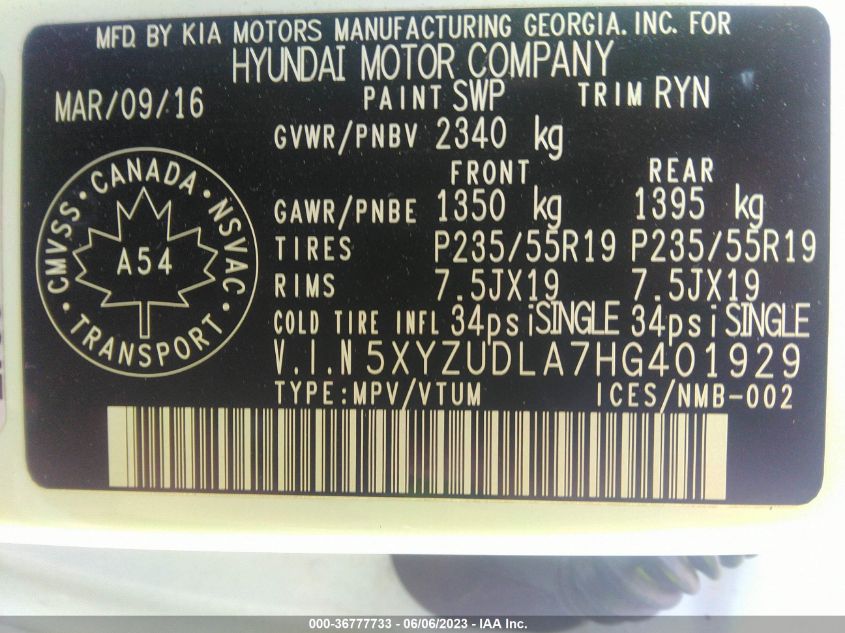 MFD. BY KIA MOTORS MANUFACTURING GEORGIA. INC. FOR
HYUNDAI MOTOR COMPANY
MAR/09/16 PAINT SWP TRIM RYN
GVWR/PNBV 2340 kg
FRONT REAR
GAWR/PNBE 1350 kg 1395 kg
TIRES P235/55R19 P235/55R19
RIMS 7.5JX19 7.5JX19
COLD TIRE INFL 34psi SINGLE 34psi SINGLE
V.I.N 5XYZUDLA7HG401929
TYPE:MPV/VTUM ICES/NMB-002
CMVSS • CANADA • NSVAC • TRANSPORT •
A54
000-36777733 - 06/06/2023 - IAA Inc.